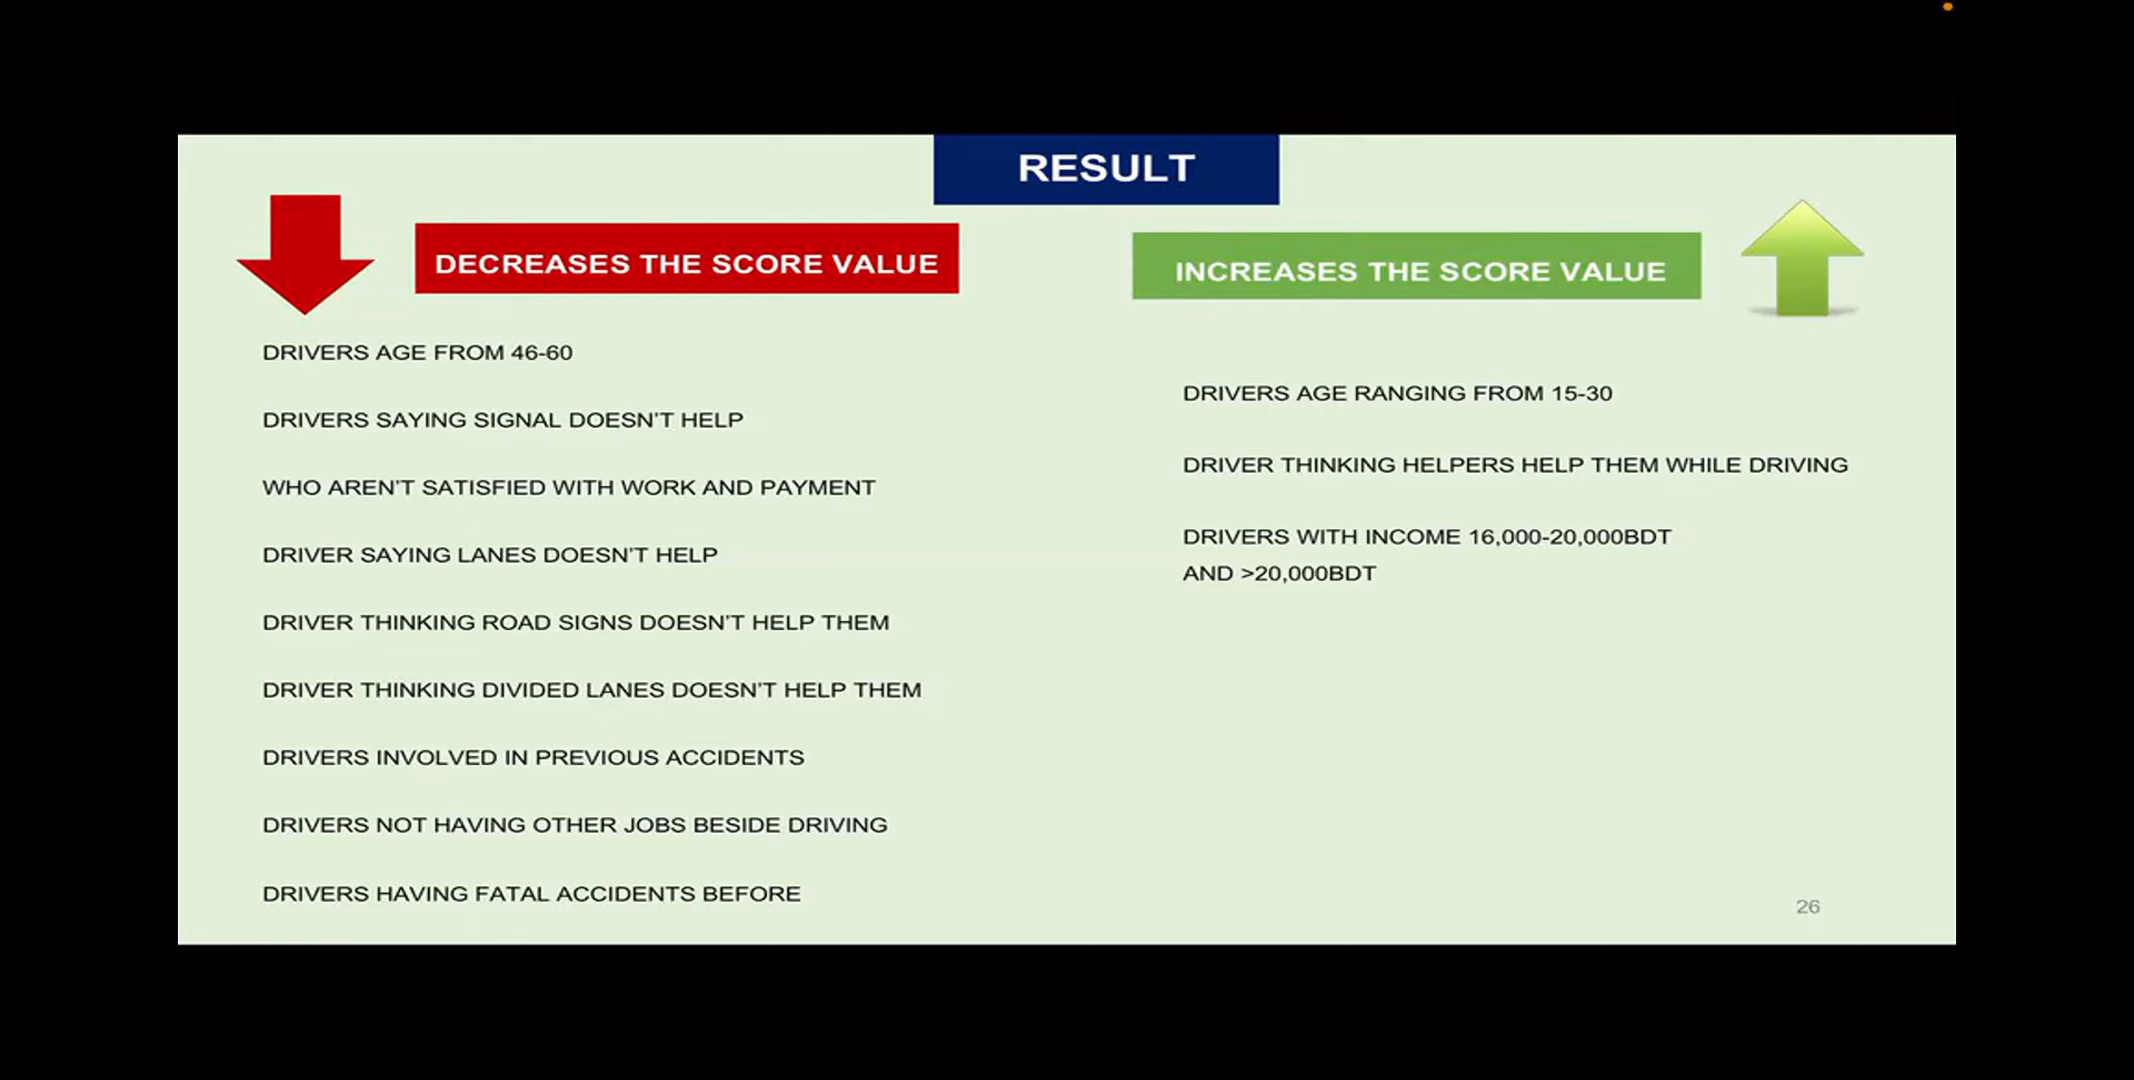 RESULT
DECREASES THE SCORE VALUE
DRIVERS AGE FROM 46-60
DRIVERS SAYING SIGNAL DOESN'T HELP
WHO AREN'T SATISFIED WITH WORK AND PAYMENT
DRIVER SAYING LANES DOESN'T HELP
DRIVER THINKING ROAD SIGNS DOESN'T HELP THEM
DRIVER THINKING DIVIDED LANES DOESN'T HELP THEM
DRIVERS INVOLVED IN PREVIOUS ACCIDENTS
DRIVERS NOT HAVING OTHER JOBS BESIDE DRIVING
DRIVERS HAVING FATAL ACCIDENTS BEFORE
INCREASES THE SCORE VALUE
DRIVERS AGE RANGING FROM 15-30
DRIVER THINKING HELPERS HELP THEM WHILE DRIVING
DRIVERS WITH INCOME 16,000-20,000BDT
AND >20,000BDT
26